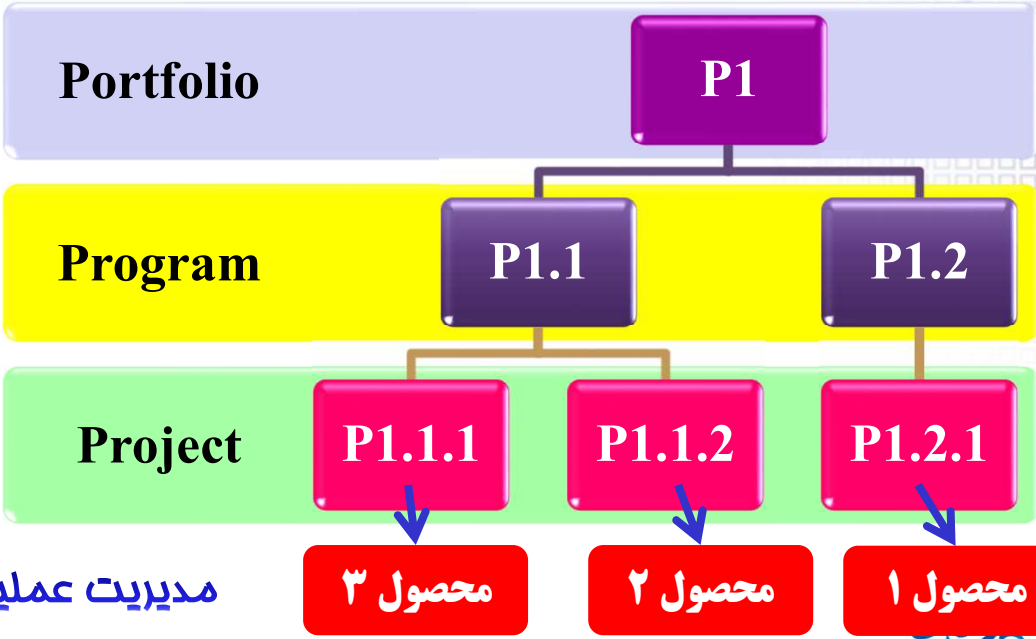 Portfolio
P1
Program
P1.1
P1.2
Project
P1.1.1
P1.1.2
P1.2.1
محصول ۱
محصول ۲
محصول ۳
مدیریت